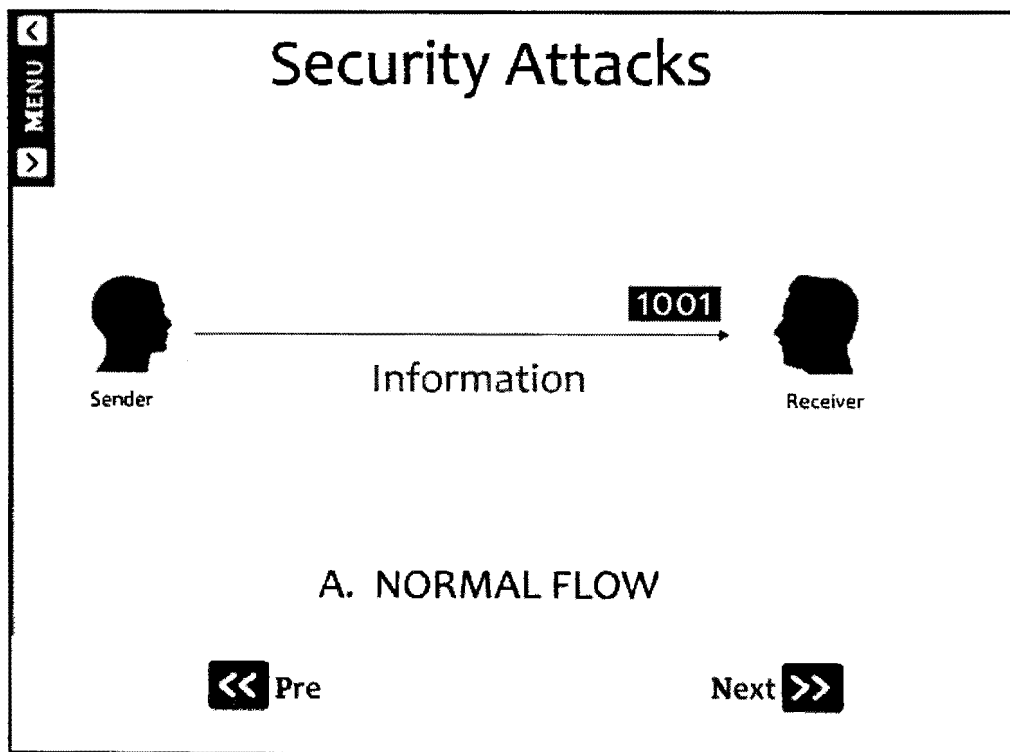 MENU
Security Attacks
1001
Information
Sender
Receiver
A. NORMAL FLOW
<< Pre
Next >>